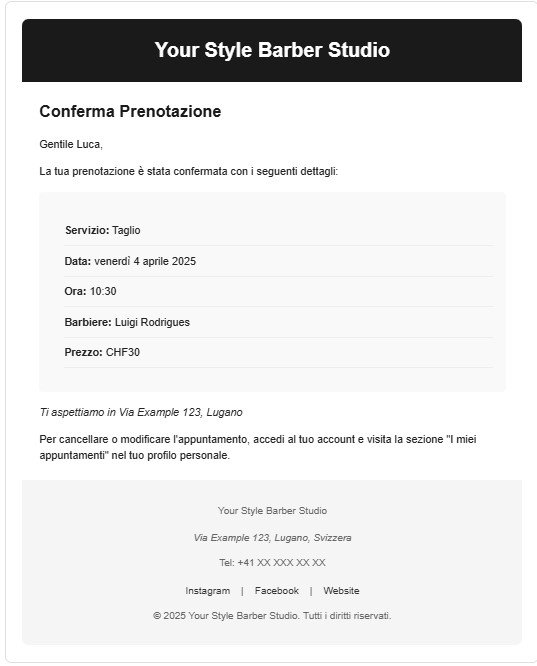 Your Style Barber Studio
Conferma Prenotazione
Gentile Luca,
La tua prenotazione è stata confermata con i seguenti dettagli:
Servizio: Taglio
Data: venerdì 4 aprile 2025
Ora: 10:30
Barbiere: Luigi Rodrigues
Prezzo: CHF30
Ti aspettiamo in Via Example 123, Lugano
Per cancellare o modificare l'appuntamento, accedi al tuo account e visita la sezione "I miei
appuntamenti" nel tuo profilo personale.
Your Style Barber Studio
Via Example 123, Lugano, Svizzera
Tel: +41 XX XXX XX XX
Instagram | Facebook | Website
© 2025 Your Style Barber Studio. Tutti i diritti riservati.